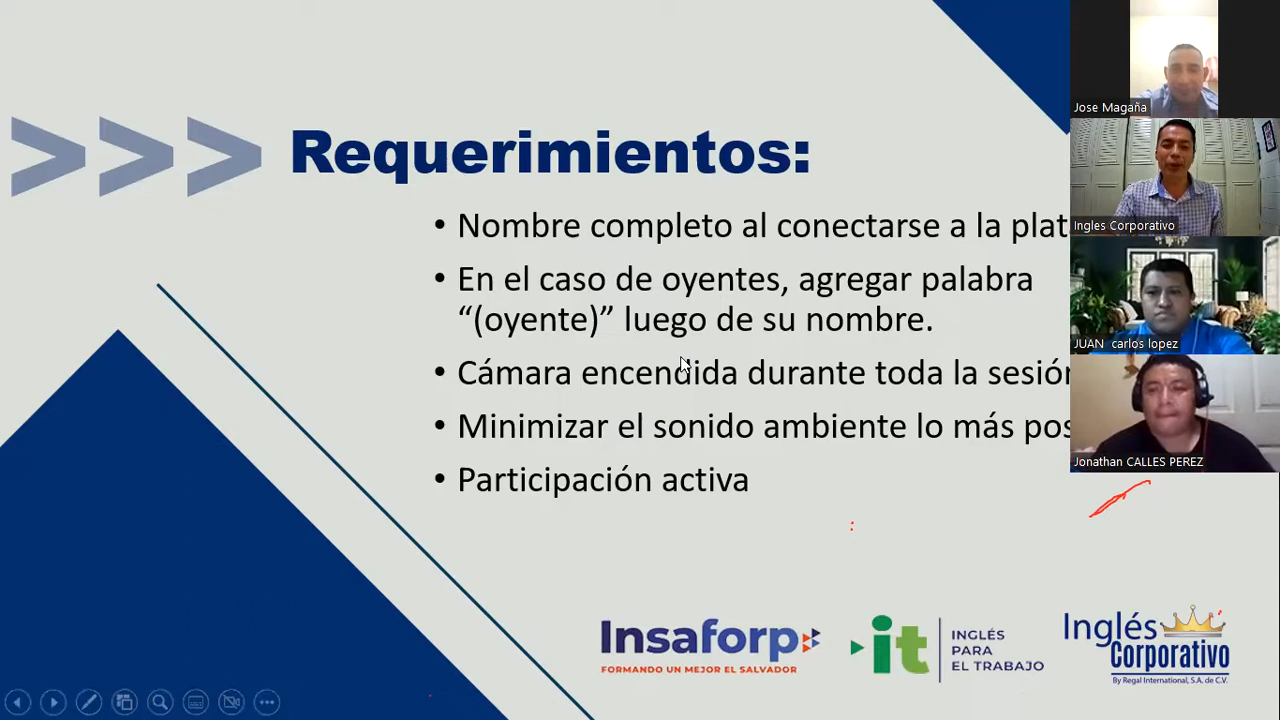 Requerimientos:
• Nombre completo al conectarse a la plat
• En el caso de oyentes, agregar palabra
“(oyente)” luego de su nombre.
• Cámara encendida durante toda la sesión
• Minimizar el sonido ambiente lo más pos
• Participación activa
Jose Magaña
Ingles Corporativo
JUAN carlos lopez
Jonathan CALLES PEREZ
Insaforp
FORMANDO UN MEJOR EL SALVADOR
it
INGLÉS
PARA
EL TRABAJO
Inglés
Corporativo
By Regal International, S.A. de C.V.